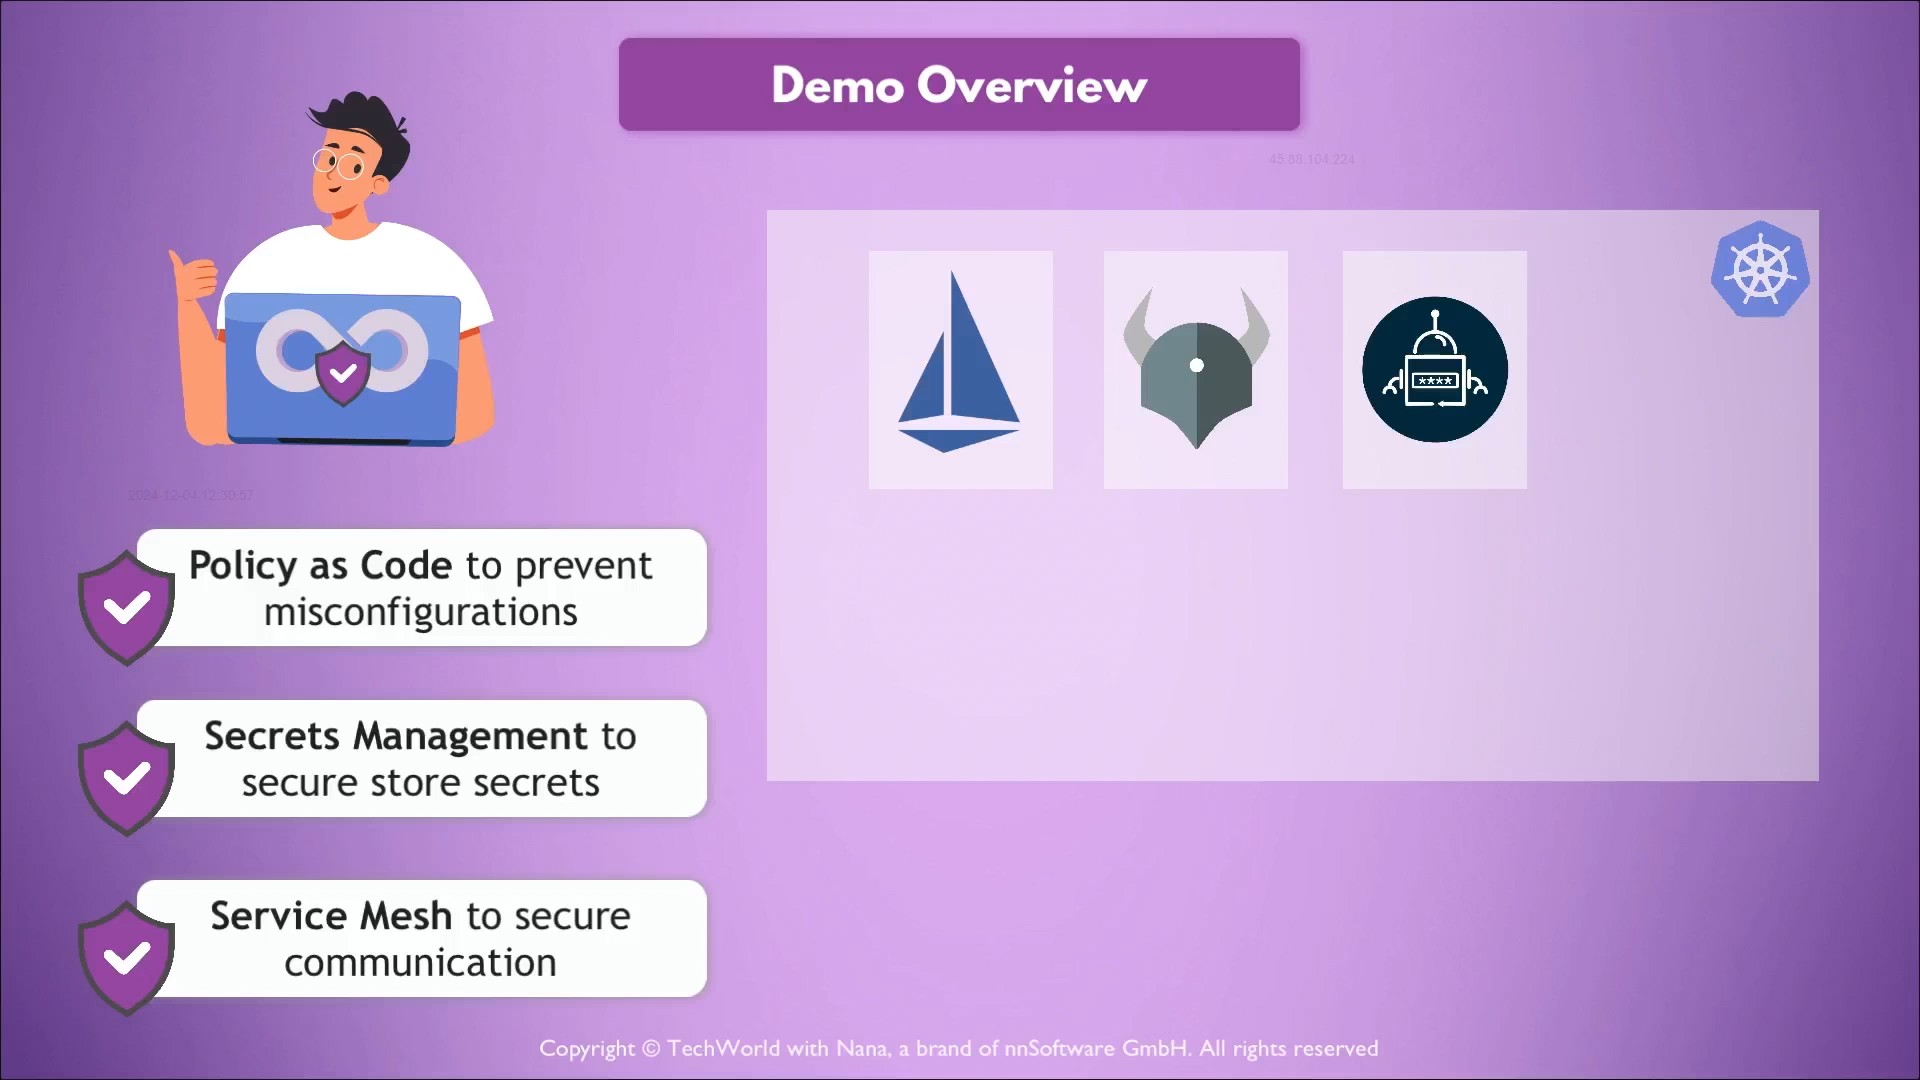 Demo Overview
45.86.104.224
****
2024-12-04 12:30:57
Policy as Code to prevent
misconfigurations
Secrets Management to
secure store secrets
Service Mesh to secure
communication
Copyright © TechWorld with Nana, a brand of nnSoftware GmbH. All rights reserved